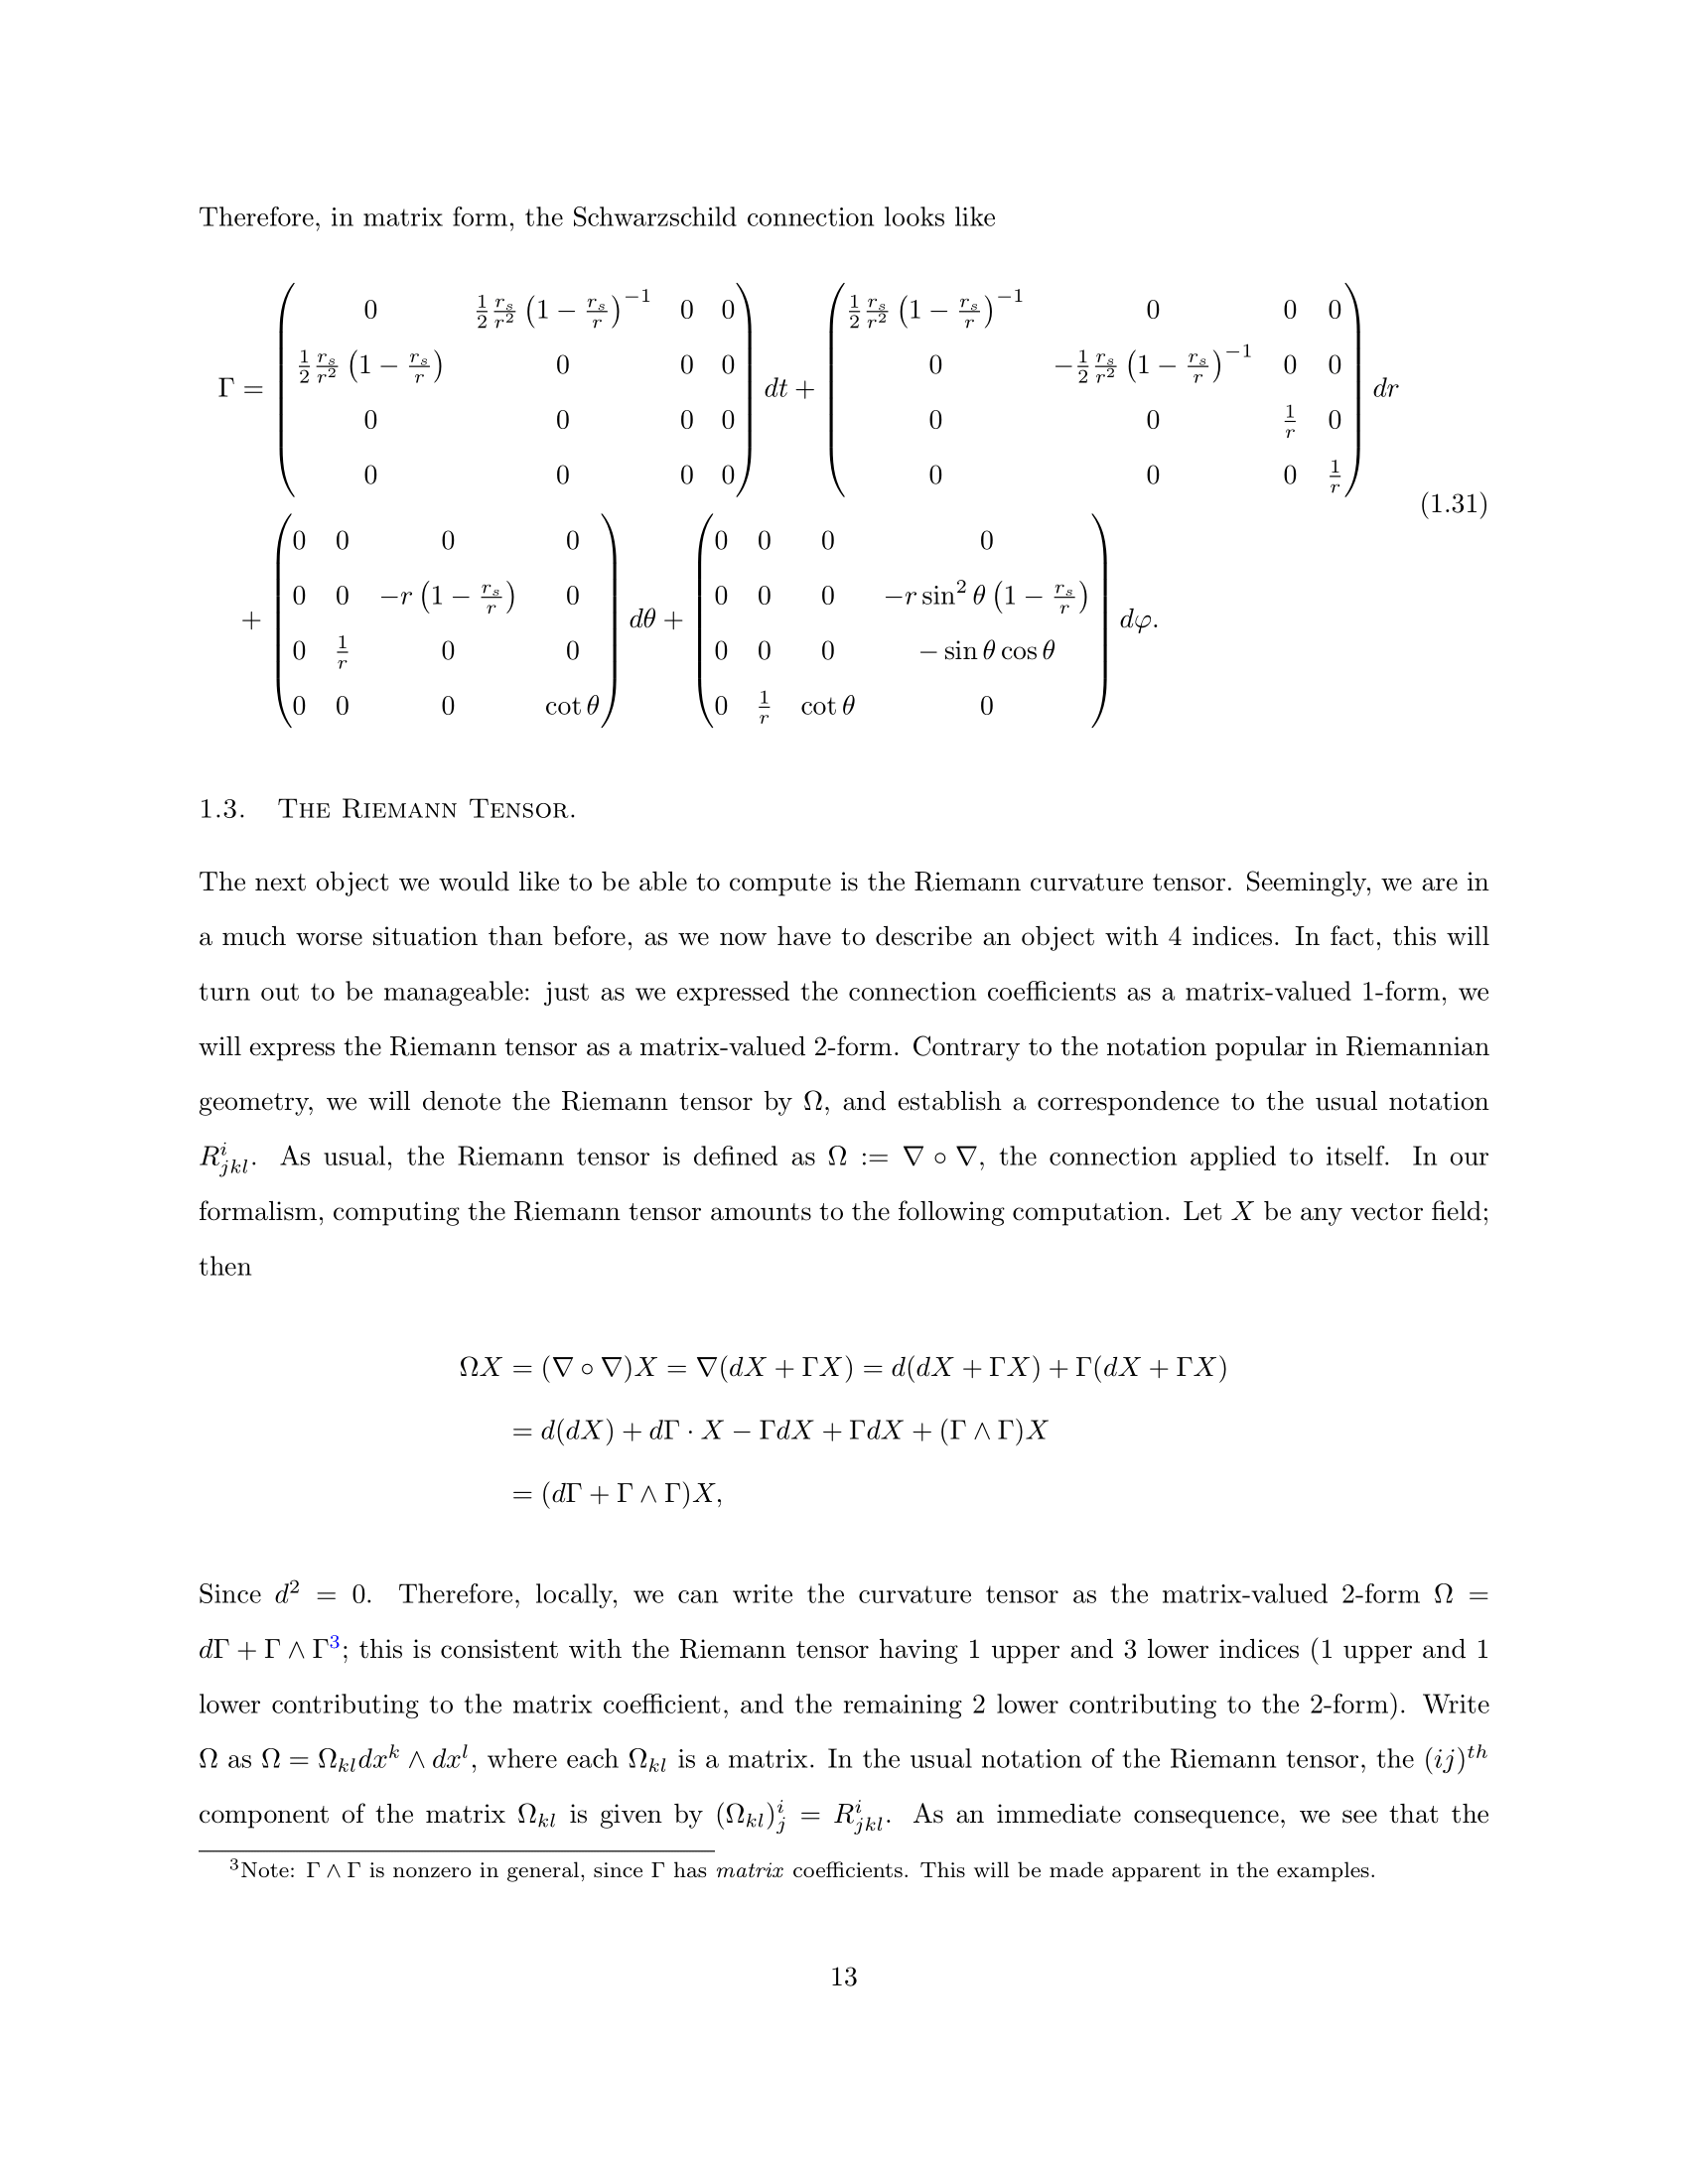 Therefore, in matrix form, the Schwarzschild connection looks like
$$\Gamma = \begin{pmatrix} 0 & \frac{1}{2}\frac{r_s}{r^2}\left(1-\frac{r_s}{r}\right)^{-1} & 0 & 0 \\ \frac{1}{2}\frac{r_s}{r^2}\left(1-\frac{r_s}{r}\right) & 0 & 0 & 0 \\ 0 & 0 & 0 & 0 \\ 0 & 0 & 0 & 0 \end{pmatrix} dt + \begin{pmatrix} \frac{1}{2}\frac{r_s}{r^2}\left(1-\frac{r_s}{r}\right)^{-1} & 0 & 0 & 0 \\ 0 & -\frac{1}{2}\frac{r_s}{r^2}\left(1-\frac{r_s}{r}\right)^{-1} & 0 & 0 \\ 0 & 0 & \frac{1}{r} & 0 \\ 0 & 0 & 0 & \frac{1}{r} \end{pmatrix} dr$$
(1.31)
$$+ \begin{pmatrix} 0 & 0 & 0 & 0 \\ 0 & 0 & -r\left(1-\frac{r_s}{r}\right) & 0 \\ 0 & \frac{1}{r} & 0 & 0 \\ 0 & 0 & 0 & \cot\theta \end{pmatrix} d\theta + \begin{pmatrix} 0 & 0 & 0 & 0 \\ 0 & 0 & 0 & -r\sin^2\theta\left(1-\frac{r_s}{r}\right) \\ 0 & 0 & 0 & -\sin\theta\cos\theta \\ 0 & \frac{1}{r} & \cot\theta & 0 \end{pmatrix} d\varphi.$$
1.3. The Riemann Tensor.
The next object we would like to be able to compute is the Riemann curvature tensor. Seemingly, we are in
a much worse situation than before, as we now have to describe an object with 4 indices. In fact, this will
turn out to be manageable: just as we expressed the connection coefficients as a matrix-valued 1-form, we
will express the Riemann tensor as a matrix-valued 2-form. Contrary to the notation popular in Riemannian
geometry, we will denote the Riemann tensor by $\Omega$, and establish a correspondence to the usual notation
$R^i_{jkl}$. As usual, the Riemann tensor is defined as $\Omega := \nabla \circ \nabla$, the connection applied to itself. In our
formalism, computing the Riemann tensor amounts to the following computation. Let $X$ be any vector field;
then
$$\Omega X = (\nabla \circ \nabla)X = \nabla(dX + \Gamma X) = d(dX + \Gamma X) + \Gamma(dX + \Gamma X)$$
$$= d(dX) + d\Gamma \cdot X - \Gamma dX + \Gamma dX + (\Gamma \wedge \Gamma)X$$
$$= (d\Gamma + \Gamma \wedge \Gamma)X,$$
Since $d^2 = 0$. Therefore, locally, we can write the curvature tensor as the matrix-valued 2-form $\Omega =$
$d\Gamma + \Gamma \wedge \Gamma$$^3$; this is consistent with the Riemann tensor having 1 upper and 3 lower indices (1 upper and 1
lower contributing to the matrix coefficient, and the remaining 2 lower contributing to the 2-form). Write
$\Omega$ as $\Omega = \Omega_{kl} dx^k \wedge dx^l$, where each $\Omega_{kl}$ is a matrix. In the usual notation of the Riemann tensor, the $(ij)^{th}$
component of the matrix $\Omega_{kl}$ is given by $(\Omega_{kl})^i_j = R^i_{jkl}$. As an immediate consequence, we see that the
$^3$Note: $\Gamma \wedge \Gamma$ is nonzero in general, since $\Gamma$ has matrix coefficients. This will be made apparent in the examples.
13